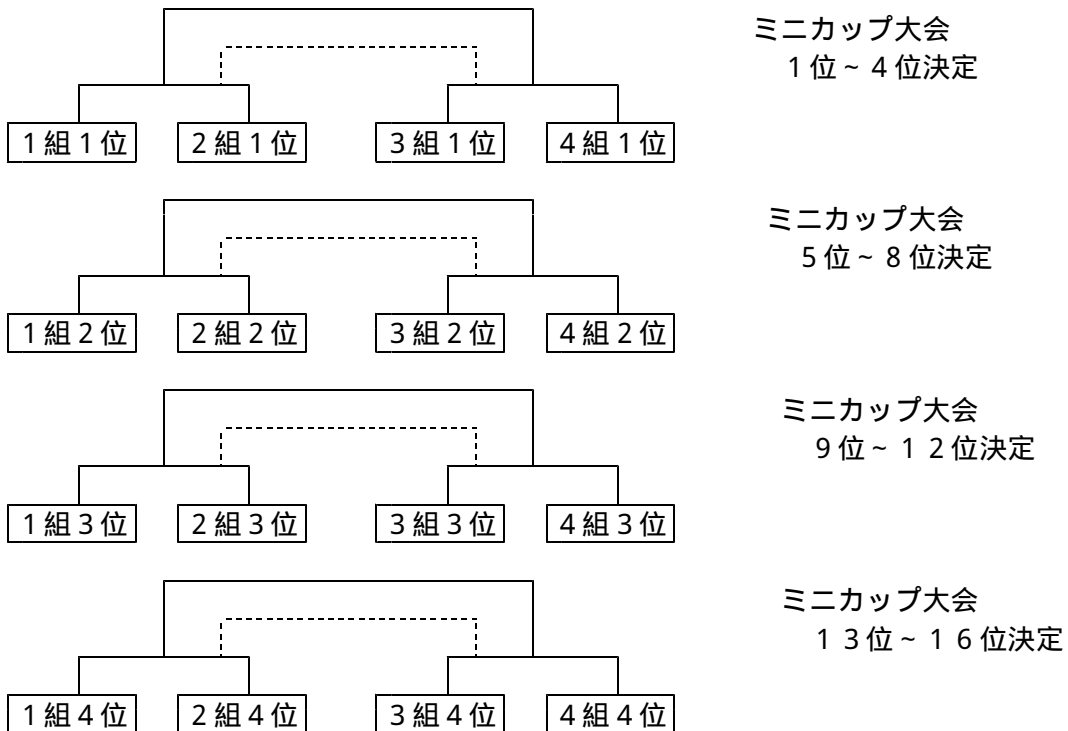 ミニカップ大会
1位~4位決定
1組1位 2組1位 3組1位 4組1位
ミニカップ大会
5位~8位決定
1組2位 2組2位 3組2位 4組2位
ミニカップ大会
9位~12位決定
1組3位 2組3位 3組3位 4組3位
ミニカップ大会
13位~16位決定
1組4位 2組4位 3組4位 4組4位